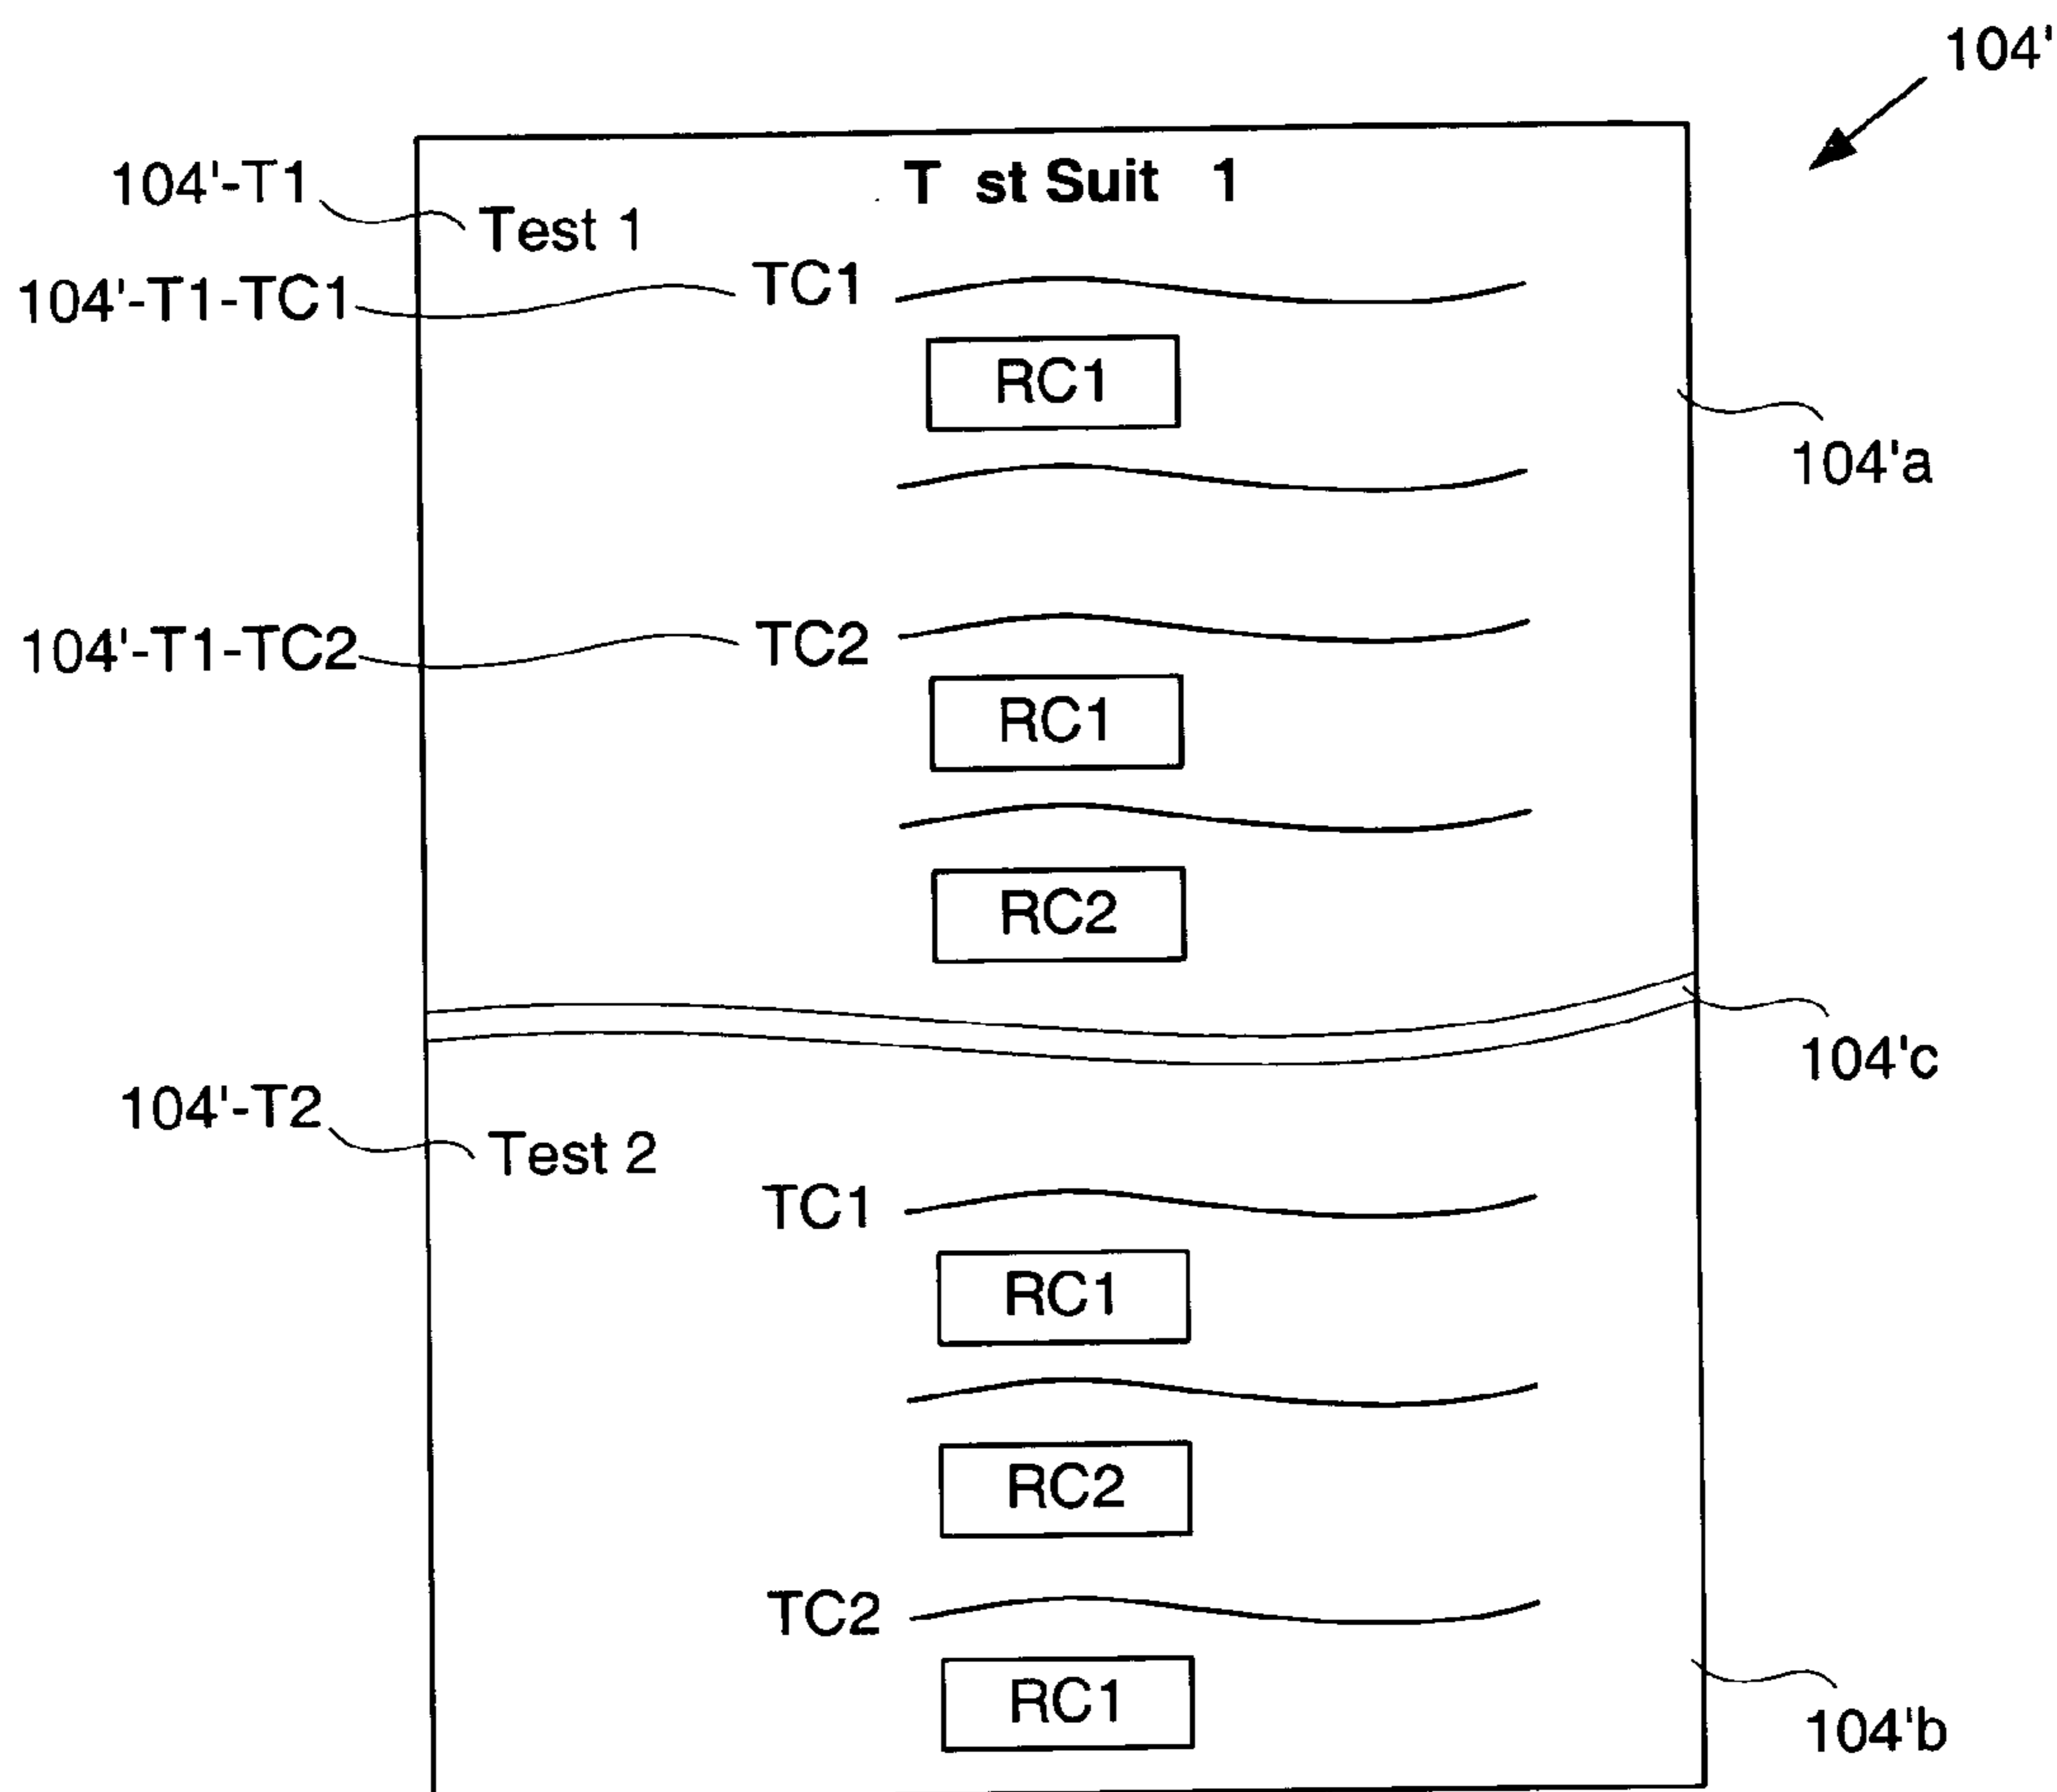 104'
T st Suit 1
104'-T1
Test 1
104'-T1-TC1
TC1
RC1
104'a
104'-T1-TC2
TC2
RC1
RC2
104'c
104'-T2
Test 2
TC1
RC1
RC2
TC2
RC1
104'b